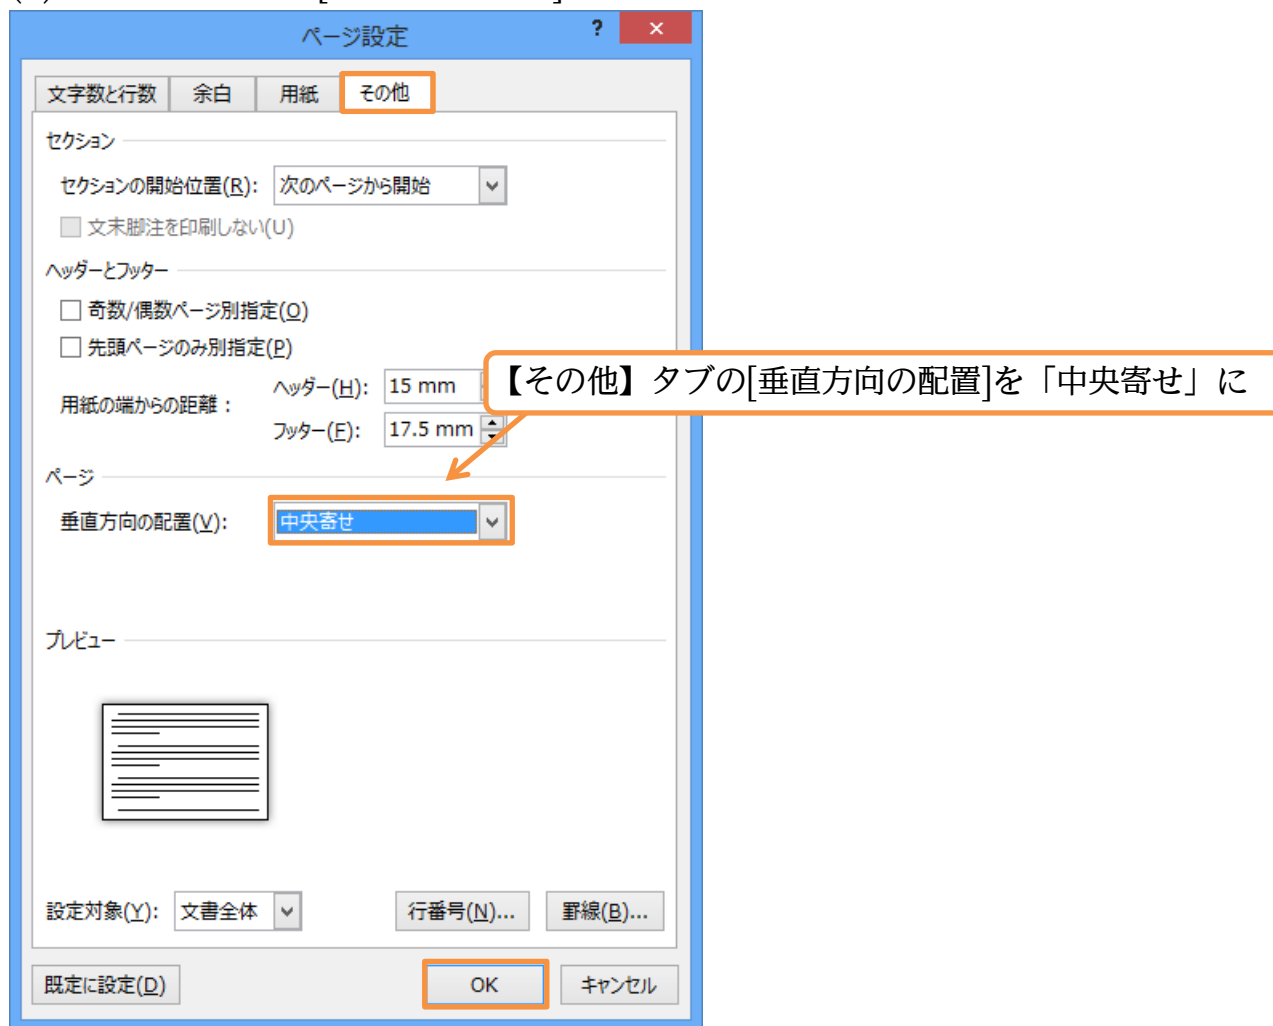 ページ設定
? ×
文字数と行数 余白 用紙 その他
セクション
セクションの開始位置(R): 次のページから開始
文末脚注を印刷しない(U)
ヘッダーとフッター
奇数/偶数ページ別指定(O)
先頭ページのみ別指定(P)
用紙の端からの距離：
ヘッダー(H): 15 mm
【その他】タブの[垂直方向の配置]を「中央寄せ」に
フッター(F): 17.5 mm
ページ
垂直方向の配置(V): 中央寄せ
プレビュー
設定対象(Y): 文書全体 行番号(N)... 罫線(B)...
既定に設定(D) OK キャンセル